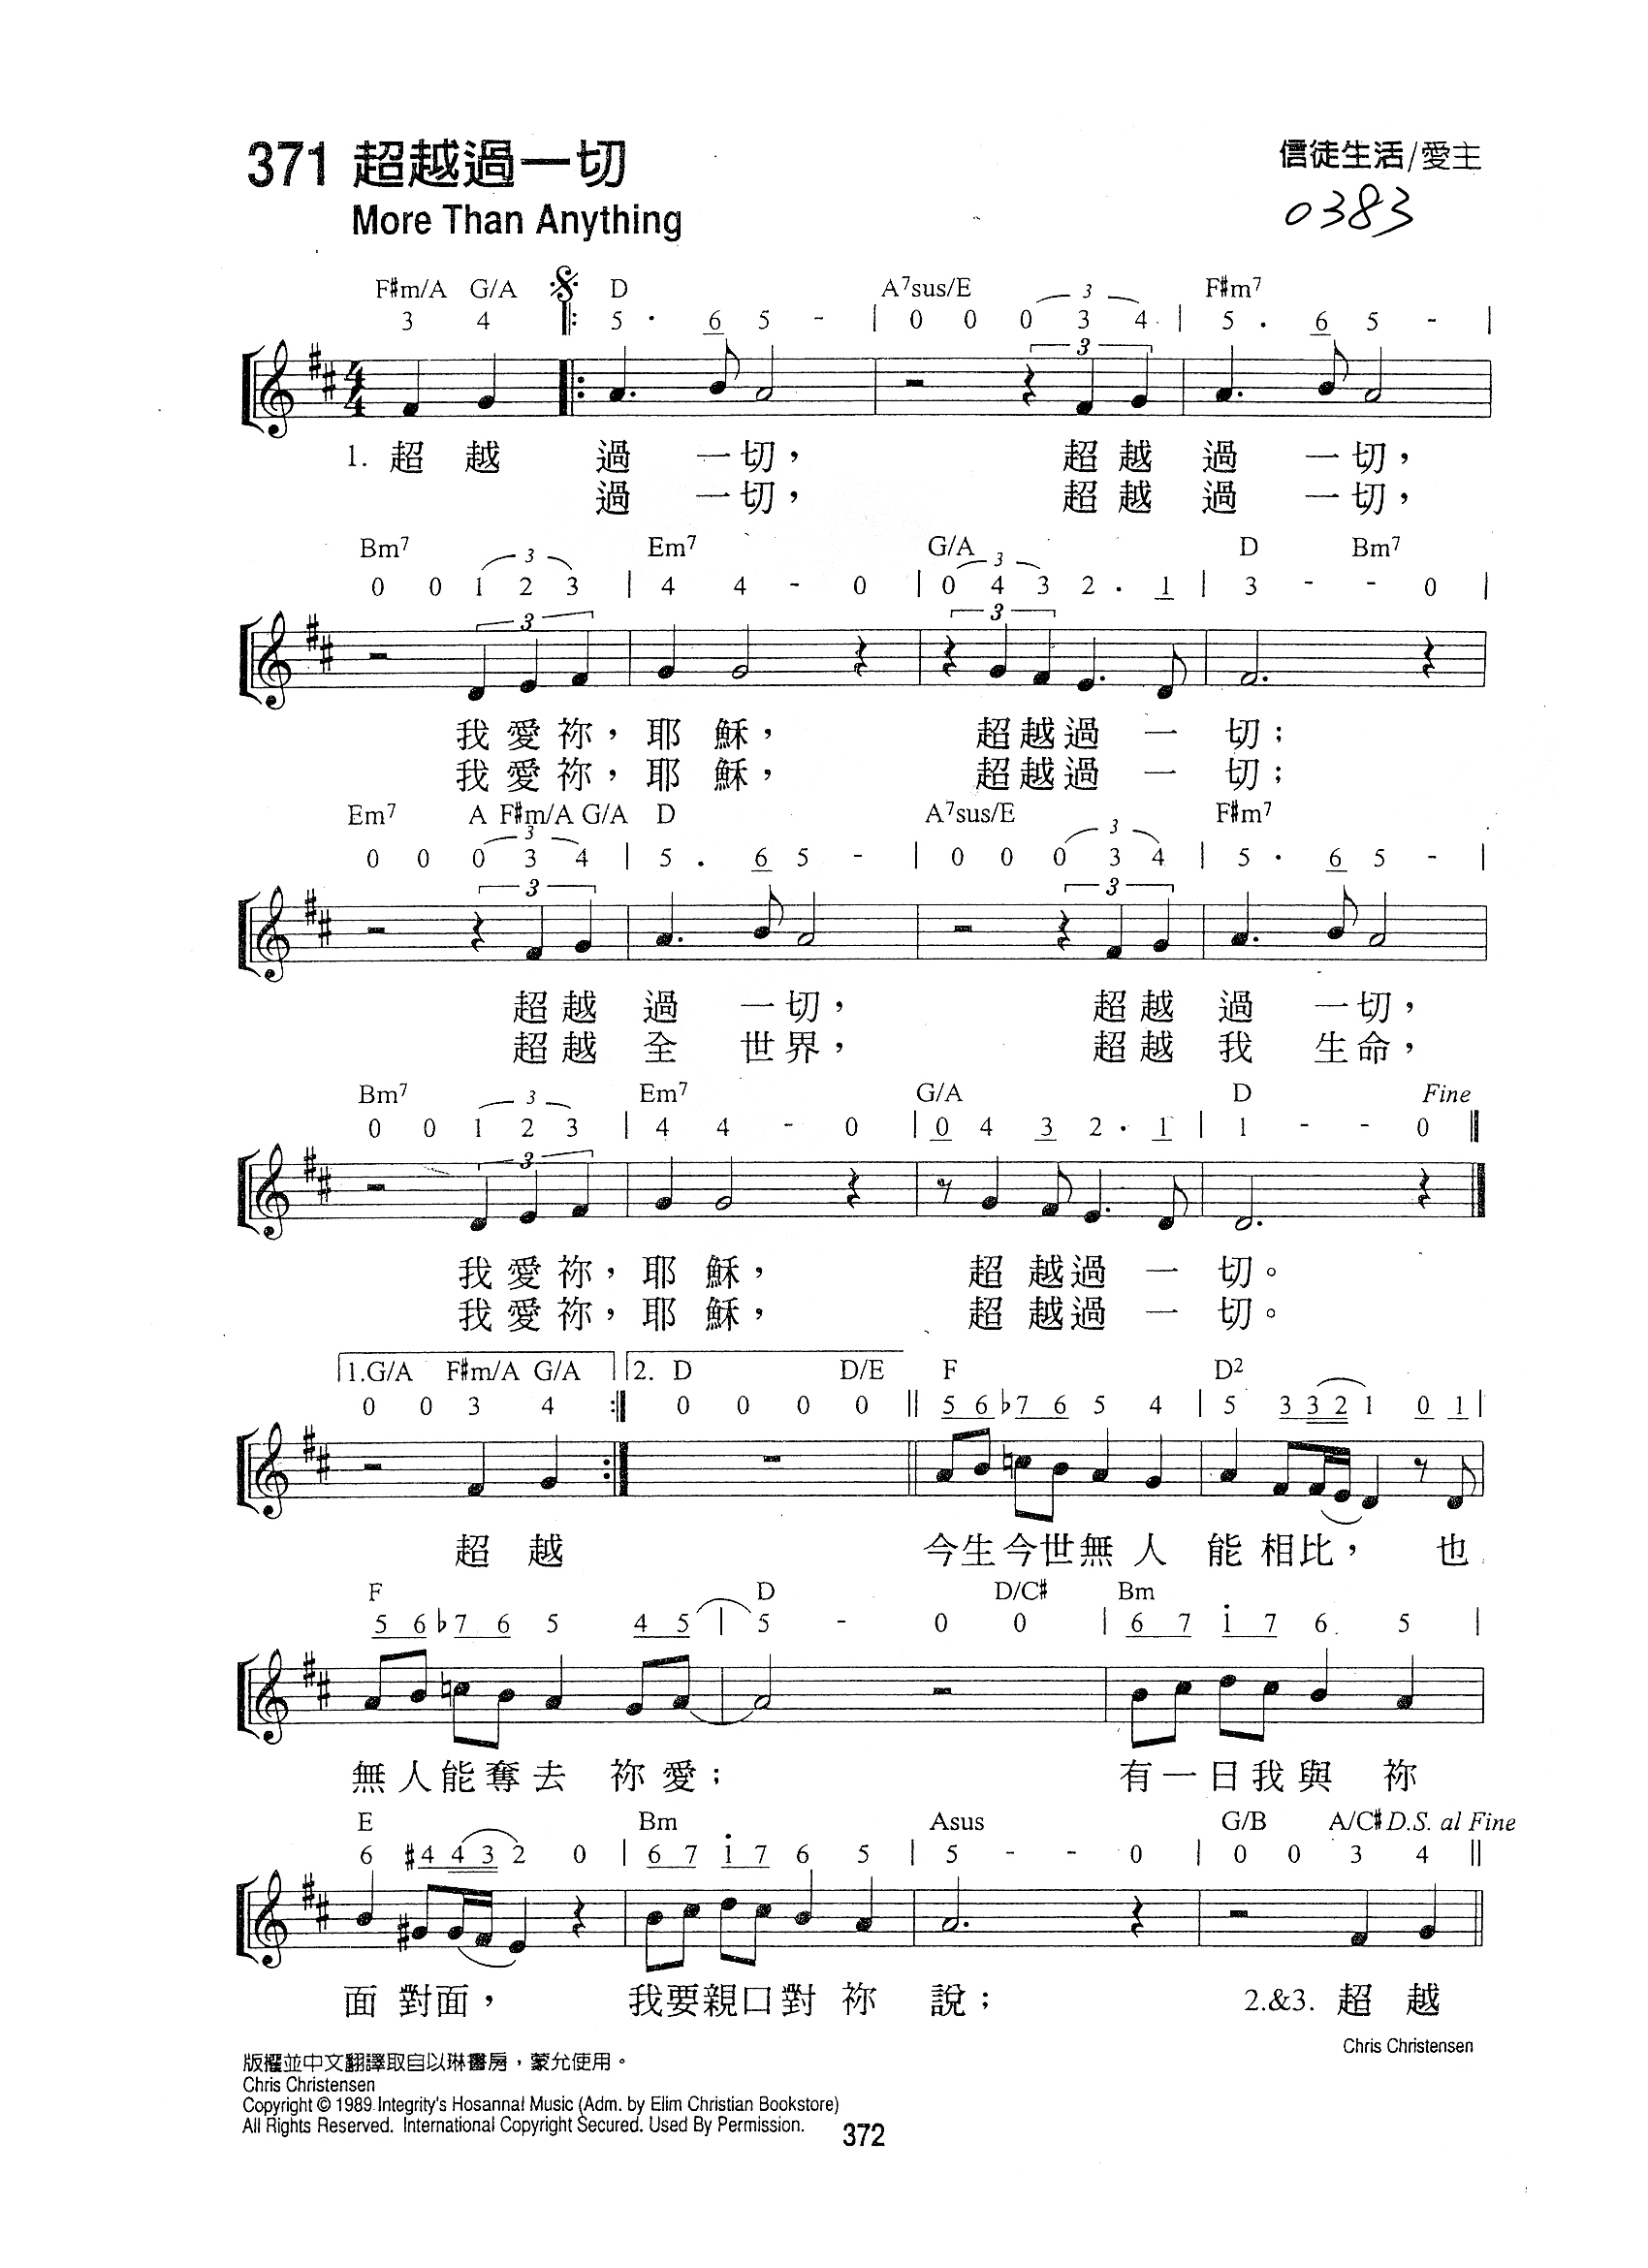 371 超越過一切
信徒生活/愛主
More Than Anything
0383
F♯m/A G/A D A7sus/E F♯m7
3 4 𝄆 5 · 6 5 - | 0 0 0 3 4 | 5 . 6 5 - |
3
3
4/4
1. 超 越 過 一切， 超 越 過 一切，
過 一切， 超 越 過 一切，
Bm7 Em7 G/A D Bm7
0 0 1 2 3 | 4 4 - 0 | 0 4 3 2 . 1 | 3 - - 0 |
3 3
3 3
我 愛 祢，耶 穌， 超越過 一 切；
我 愛 祢，耶 穌， 超越過 一 切；
Em7 A F♯m/A G/A D A7sus/E F♯m7
0 0 0 3 4 | 5 . 6 5 - | 0 0 0 3 4 | 5 · 6 5 - |
3 3
3 3
超 越 過 一切， 超 越 過 一切，
超 越 全 世界， 超 越 我 生命，
Bm7 Em7 G/A D Fine
0 0 1 2 3 | 4 4 - 0 | 0 4 3 2 · 1 | 1 - - 0 ‖
3
3
我 愛 祢，耶 穌， 超 越過 一 切。
我 愛 祢，耶 穌， 超 越過 一 切。
1.G/A F♯m/A G/A 2. D D/E F D2
0 0 3 4 :‖ 0 0 0 0 ‖ 5 6 ♭7 6 5 4 | 5 3 3 2 1 0 1 |
超 越 今生今世無 人 能 相比， 也
F D D/C♯ Bm
5 6 ♭7 6 5 4 5 | 5 - 0 0 | 6 7 i 7 6 5 |
無 人 能 奪 去 祢 愛； 有 一 日 我 與 祢
E Bm Asus G/B A/C♯ D.S. al Fine
6 ♯4 4 3 2 0 | 6 7 i 7 6 5 | 5 - - 0 | 0 0 3 4 ‖
面 對面， 我要親口對 祢 說； 2.&3. 超 越
Chris Christensen
版權並中文翻譯取自以琳書房，蒙允使用。
Chris Christensen
Copyright © 1989 Integrity's Hosanna! Music (Adm. by Elim Christian Bookstore)
All Rights Reserved. International Copyright Secured. Used By Permission.
372